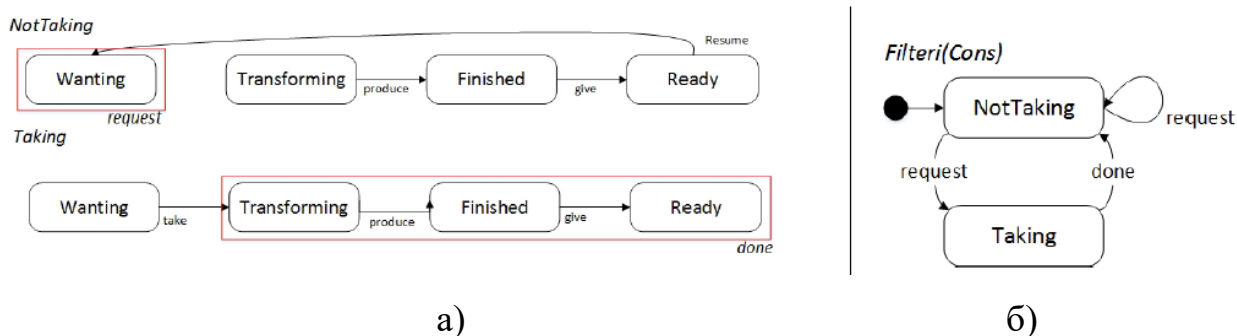 NotTaking
Resume
Wanting Transforming Finished Ready
produce give
request
Taking
Wanting Transforming Finished Ready
take produce give
done
Filteri(Cons)
NotTaking
request
request done
Taking
а) б)